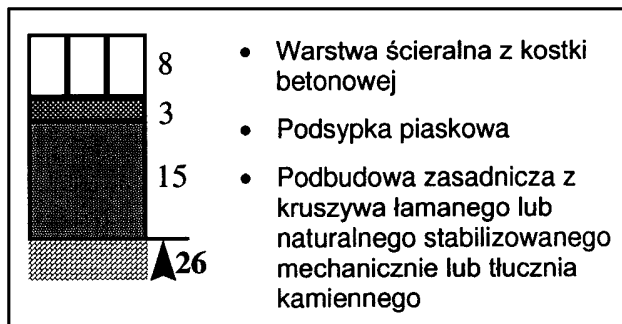 8
• Warstwa ścieralna z kostki
betonowej
3
• Podsypka piaskowa
15
• Podbudowa zasadnicza z
kruszywa łamanego lub
naturalnego stabilizowanego
mechanicznie lub tłucznia
kamiennego
26